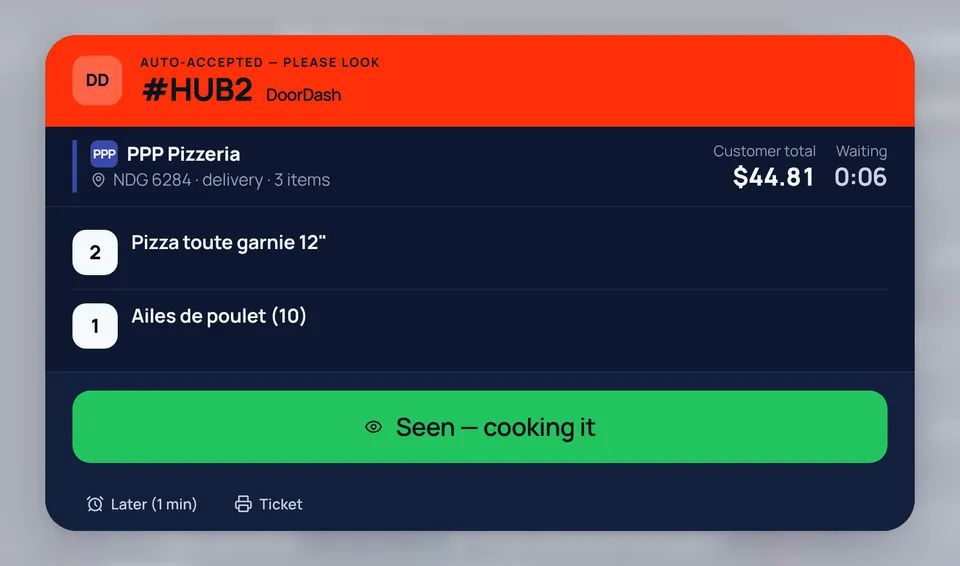 DD
AUTO-ACCEPTED — PLEASE LOOK
#HUB2 DoorDash
PPP PPP Pizzeria
NDG 6284 · delivery · 3 items
Customer total
$44.81
Waiting
0:06
2 Pizza toute garnie 12"
1 Ailes de poulet (10)
Seen — cooking it
Later (1 min)
Ticket